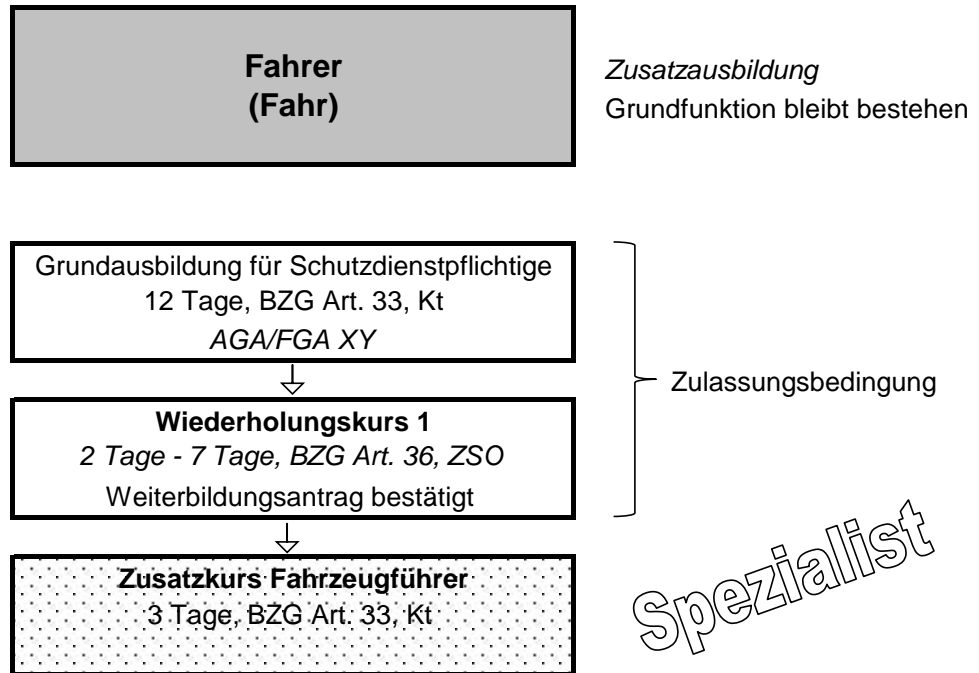 Fahrer
(Fahr)
Zusatzausbildung
Grundfunktion bleibt bestehen
Grundausbildung für Schutzdienstpflichtige
12 Tage, BZG Art. 33, Kt
AGA/FGA XY
Zulassungsbedingung
Wiederholungskurs 1
2 Tage - 7 Tage, BZG Art. 36, ZSO
Weiterbildungsantrag bestätigt
Zusatzkurs Fahrzeugführer
3 Tage, BZG Art. 33, Kt
Spezialist